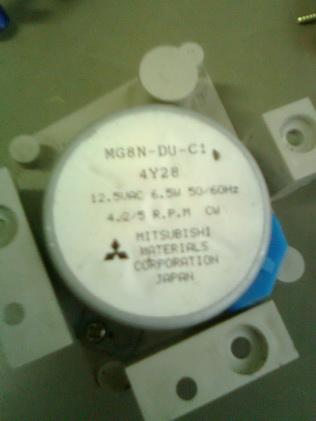 MG8N-DU-C1
4Y28
12.5VAC 6.5W 50/60Hz
4.2/5 R.P.M CW
MITSUBISHI
MATERIALS
CORPORATION
JAPAN